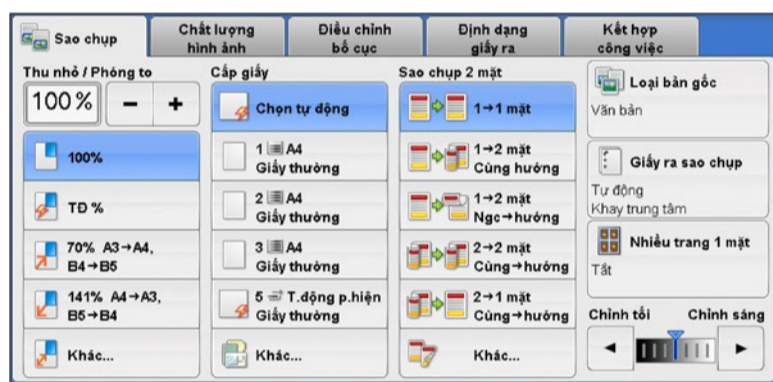 Sao chụp
Chất lượng
hình ảnh
Điều chỉnh
bố cục
Định dạng
giấy ra
Kết hợp
công việc
Thu nhỏ / Phóng to
100%
−
+
100%
TĐ %
70% A3→A4,
B4→B5
141% A4→A3,
B5→B4
Khác...
Cấp giấy
Chọn tự động
1 A4
Giấy thường
2 A4
Giấy thường
3 A4
Giấy thường
5 T.động p.hiện
Giấy thường
Khác...
Sao chụp 2 mặt
1→1 mặt
1→2 mặt
Cùng hướng
1→2 mặt
Ngc→hướng
2→2 mặt
Cùng→hướng
2→1 mặt
Cùng→hướng
Khác...
Loại bản gốc
Văn bản
Giấy ra sao chụp
Tự động
Khay trung tâm
Nhiều trang 1 mặt
Tắt
Chỉnh tối Chỉnh sáng